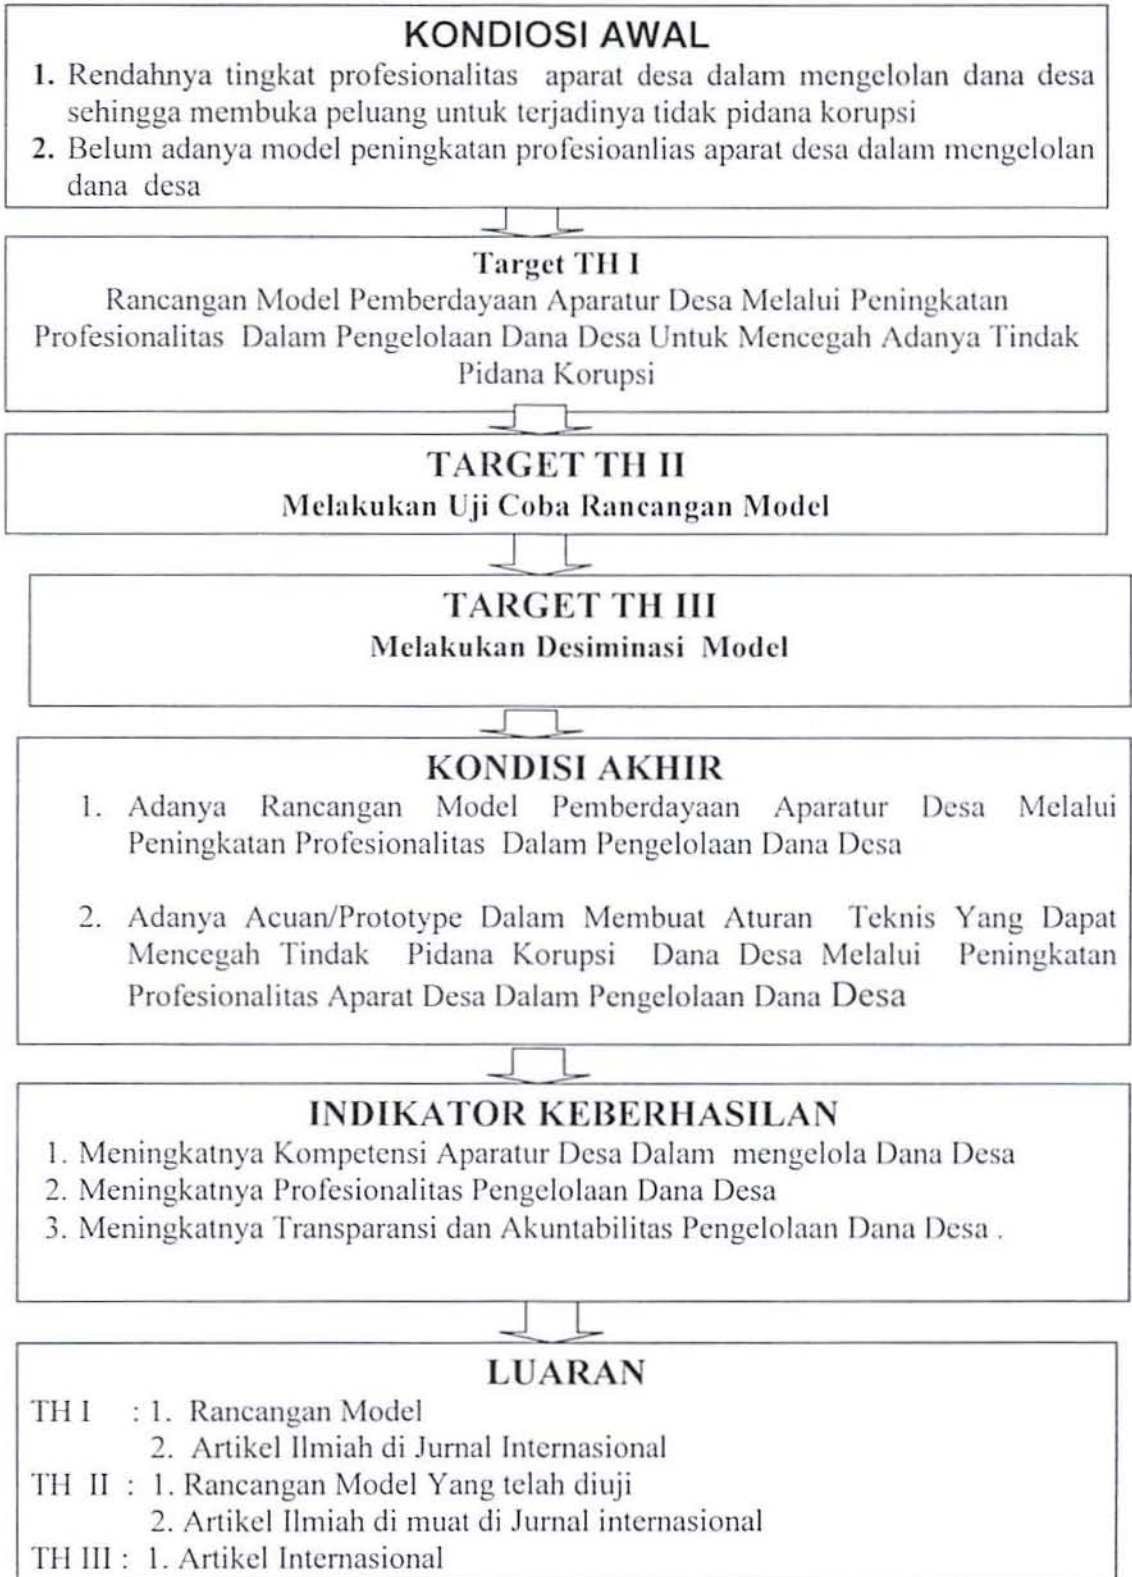 KONDIOSI AWAL
1. Rendahnya tingkat profesionalitas aparat desa dalam mengelolan dana desa
sehingga membuka peluang untuk terjadinya tidak pidana korupsi
2. Belum adanya model peningkatan profesioanlias aparat desa dalam mengelolan
dana desa
Target TH I
Rancangan Model Pemberdayaan Aparatur Desa Melalui Peningkatan
Profesionalitas Dalam Pengelolaan Dana Desa Untuk Mencegah Adanya Tindak
Pidana Korupsi
TARGET TH II
Melakukan Uji Coba Rancangan Model
TARGET TH III
Melakukan Desiminasi Model
KONDISI AKHIR
1. Adanya Rancangan Model Pemberdayaan Aparatur Desa Melalui
Peningkatan Profesionalitas Dalam Pengelolaan Dana Desa
2. Adanya Acuan/Prototype Dalam Membuat Aturan Teknis Yang Dapat
Mencegah Tindak Pidana Korupsi Dana Desa Melalui Peningkatan
Profesionalitas Aparat Desa Dalam Pengelolaan Dana Desa
INDIKATOR KEBERHASILAN
1. Meningkatnya Kompetensi Aparatur Desa Dalam mengelola Dana Desa
2. Meningkatnya Profesionalitas Pengelolaan Dana Desa
3. Meningkatnya Transparansi dan Akuntabilitas Pengelolaan Dana Desa .
LUARAN
TH I : 1. Rancangan Model
2. Artikel Ilmiah di Jurnal Internasional
TH II : 1. Rancangan Model Yang telah diuji
2. Artikel Ilmiah di muat di Jurnal internasional
TH III : 1. Artikel Internasional